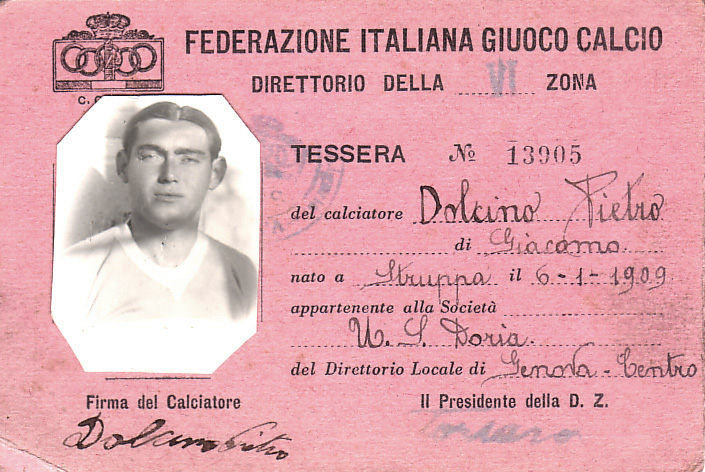 FEDERAZIONE ITALIANA GIUOCO CALCIO
DIRETTORIO DELLA VI ZONA
TESSERA Nº 13905
del calciatore Dolcino Pietro
di Giacomo
nato a Struppa il 6-1-1909
appartenente alla Società
U. S. Doria.
del Direttorio Locale di Genova-Centro
Firma del Calciatore
Il Presidente della D. Z.